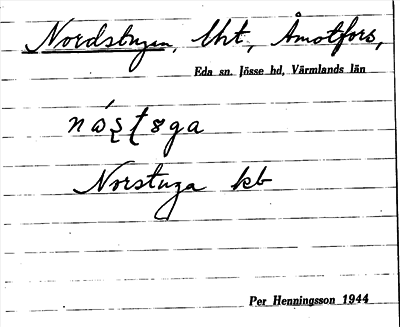 Nordstugan, Uht, Åmotfors,
Eda sn. Jösse hd, Värmlands län
Norstuga kb
Per Henningsson 1944